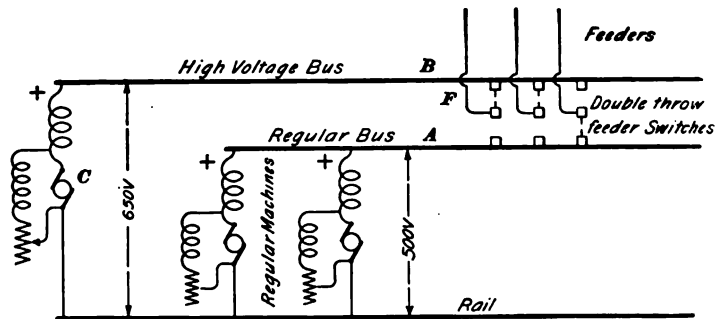 Feeders
High Voltage Bus
B
+
F
Double throw
feeder Switches
Regular Bus
A
+
+
C
650V
Regular Machines
500V
Rail